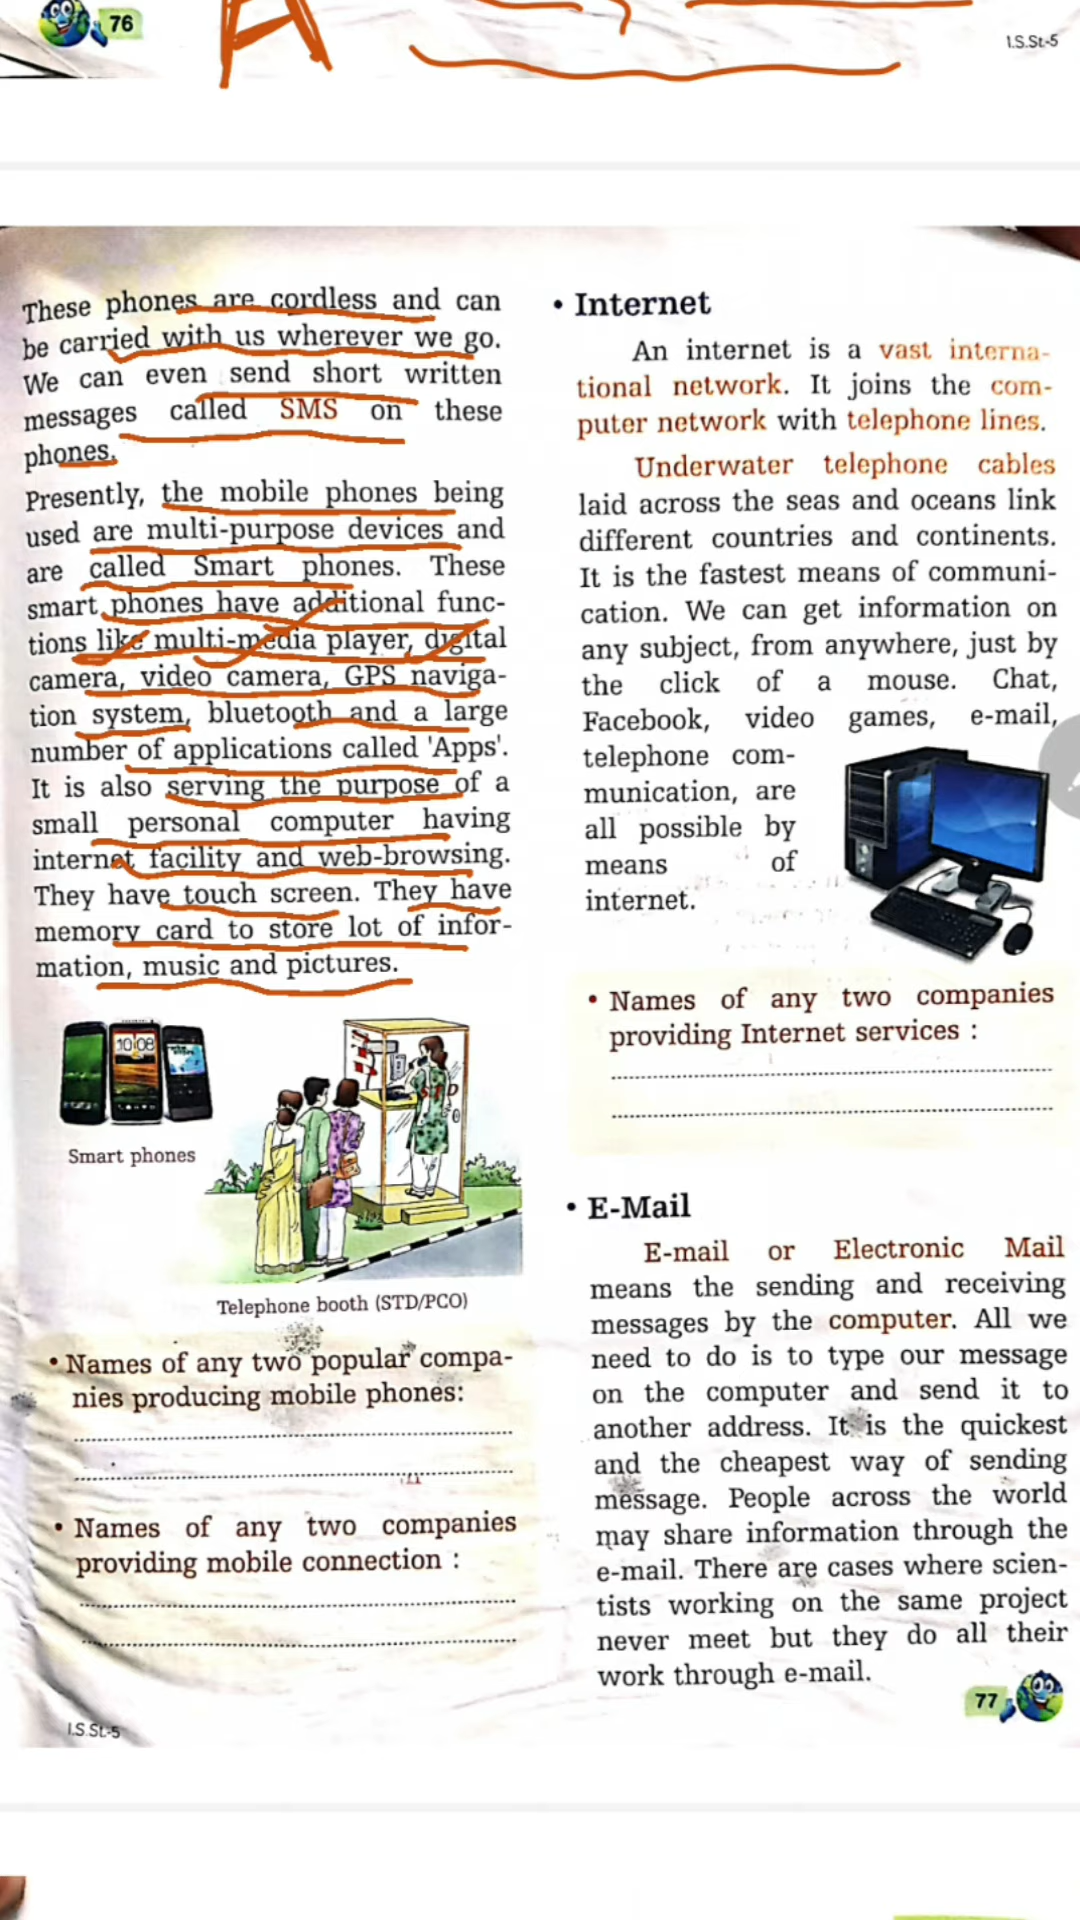 76
I.S.St-5
These phones are cordless and can
be carried with us wherever we go.
We can even send short written
messages called SMS on these
phones.
Presently, the mobile phones being
used are multi-purpose devices and
are called Smart phones. These
smart phones have additional func-
tions like multi-media player, digital
camera, video camera, GPS naviga-
tion system, bluetooth and a large
number of applications called 'Apps'.
It is also serving the purpose of a
small personal computer having
internet facility and web-browsing.
They have touch screen. They have
memory card to store lot of infor-
mation, music and pictures.
10:08
STD
Smart phones
Telephone booth (STD/PCO)
• Names of any two popular compa-
nies producing mobile phones:
• Names of any two companies
providing mobile connection :
I.S.St-5
• Internet
An internet is a vast interna-
tional network. It joins the com-
puter network with telephone lines.
Underwater telephone cables
laid across the seas and oceans link
different countries and continents.
It is the fastest means of communi-
cation. We can get information on
any subject, from anywhere, just by
the click of a mouse. Chat,
Facebook, video games, e-mail,
telephone com-
munication, are
all possible by
means of
internet.
• Names of any two companies
providing Internet services :
• E-Mail
E-mail or Electronic Mail
means the sending and receiving
messages by the computer. All we
need to do is to type our message
on the computer and send it to
another address. It is the quickest
and the cheapest way of sending
message. People across the world
may share information through the
e-mail. There are cases where scien-
tists working on the same project
never meet but they do all their
work through e-mail.
77